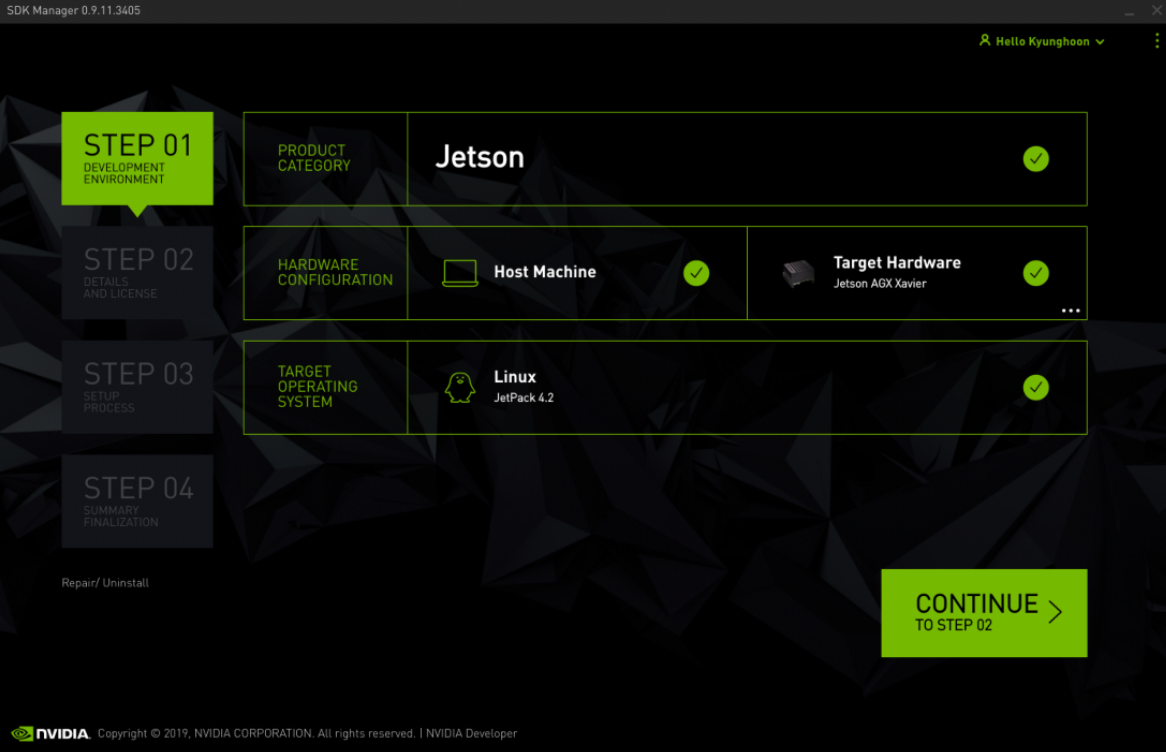 SDK Manager 0.9.11.3405
Hello Kyunghoon
STEP 01
DEVELOPMENT
ENVIRONMENT
PRODUCT
CATEGORY
Jetson
STEP 02
DETAILS
AND LICENSE
HARDWARE
CONFIGURATION
Host Machine
Target Hardware
Jetson AGX Xavier
STEP 03
SETUP
PROCESS
TARGET
OPERATING
SYSTEM
Linux
JetPack 4.2
STEP 04
SUMMARY
FINALIZATION
Repair/ Uninstall
CONTINUE
TO STEP 02
NVIDIA. Copyright © 2019, NVIDIA CORPORATION. All rights reserved. | NVIDIA Developer